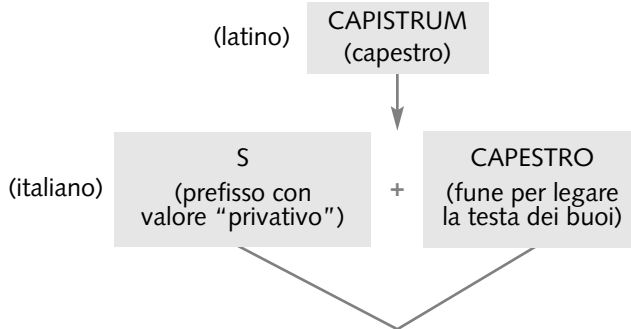 (latino)
CAPISTRUM
(capestro)
(italiano)
S
(prefisso con
valore “privativo”)
+
CAPESTRO
(fune per legare
la testa dei buoi)